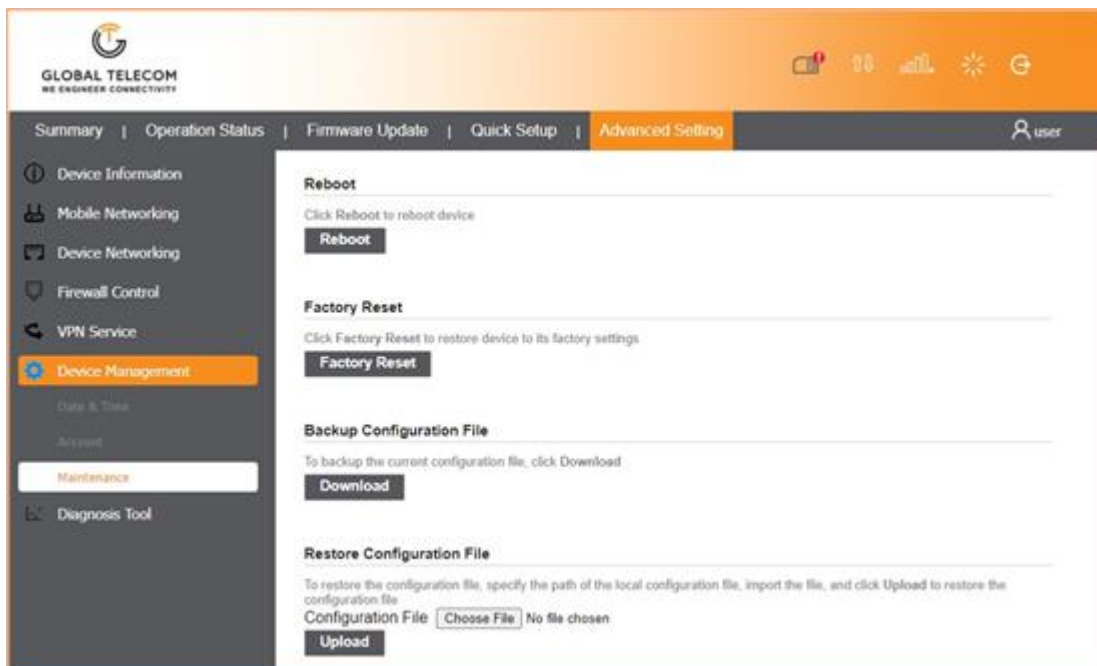 GLOBAL TELECOM
WE ENGINEER CONNECTIVITY
Summary | Operation Status | Firmware Update | Quick Setup | Advanced Setting
user
Device Information
Mobile Networking
Device Networking
Firewall Control
VPN Service
Device Management
Date & Time
Account
Maintenance
Diagnosis Tool
Reboot
Click Reboot to reboot device
Reboot
Factory Reset
Click Factory Reset to restore device to its factory settings
Factory Reset
Backup Configuration File
To backup the current configuration file, click Download
Download
Restore Configuration File
To restore the configuration file, specify the path of the local configuration file, import the file, and click Upload to restore the
configuration file
Configuration File Choose File No file chosen
Upload